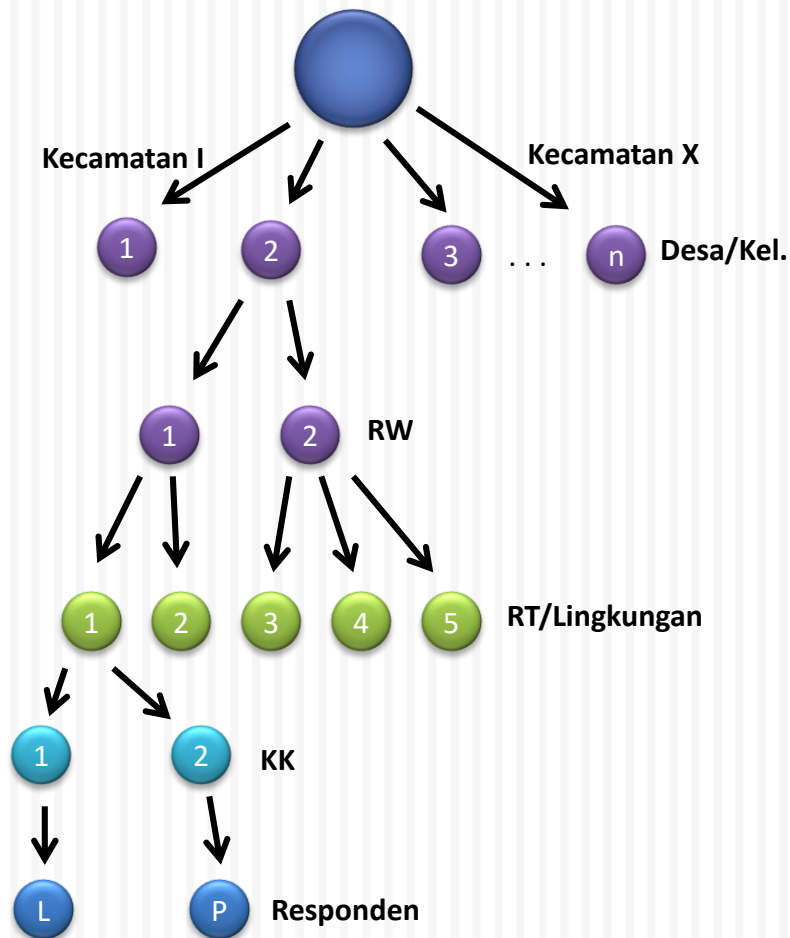 Kecamatan I
Kecamatan X
1 2 3 . . . n Desa/Kel.
1 2 RW
1 2 3 4 5 RT/Lingkungan
1 2 KK
L P Responden